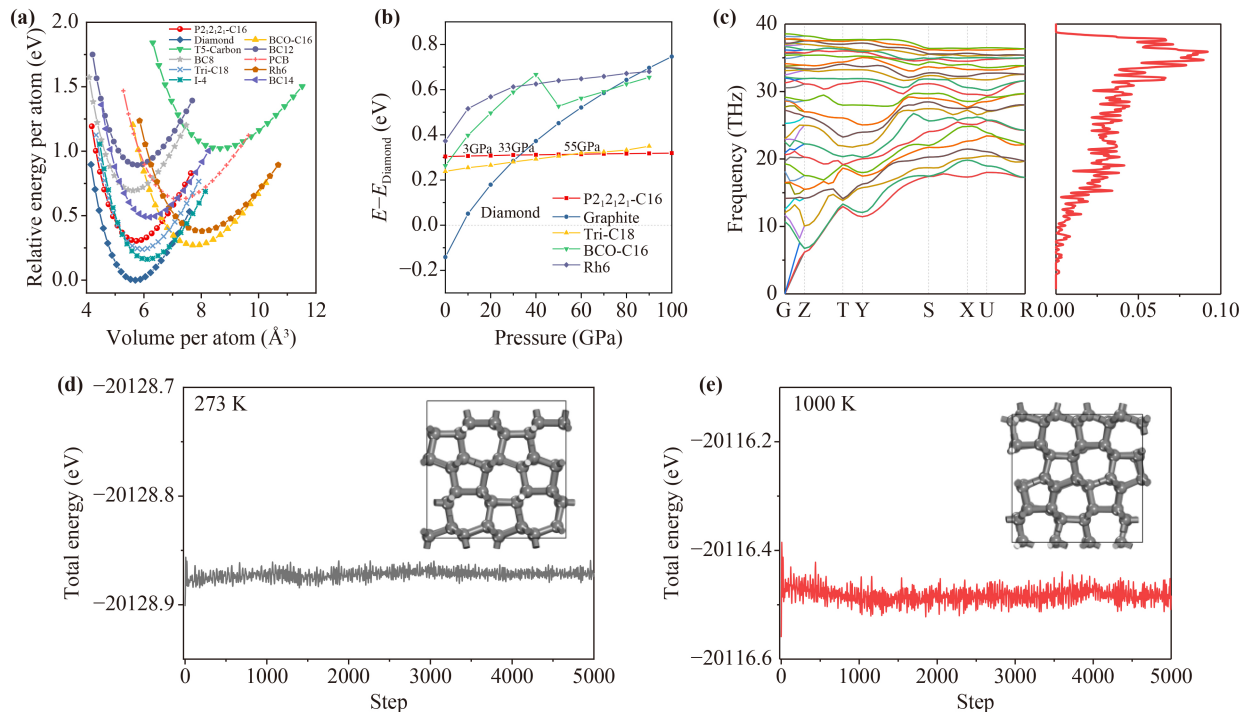 (a)
2.0
1.5
1.0
0.5
0.0
4
6
8
10
12
Relative energy per atom (eV)
Volume per atom (Å³)
P2₁2₁2₁-C16
Diamond
T5-Carbon
BC8
Tri-C18
I-4
BCO-C16
BC12
PCB
Rh6
BC14
(b)
0.8
0.6
0.4
0.2
0.0
−0.2
0
20
40
60
80
100
E−E_Diamond (eV)
Pressure (GPa)
3GPa
33GPa
55GPa
Diamond
P2₁2₁2₁-C16
Graphite
Tri-C18
BCO-C16
Rh6
(c)
40
35
30
25
20
15
10
5
0
Frequency (THz)
G Z T Y S X U R
0.00 0.05 0.10
(d)
−20128.7
−20128.8
−20128.9
273 K
Total energy (eV)
0 1000 2000 3000 4000 5000
Step
(e)
−20116.2
−20116.4
−20116.6
1000 K
Total energy (eV)
0 1000 2000 3000 4000 5000
Step